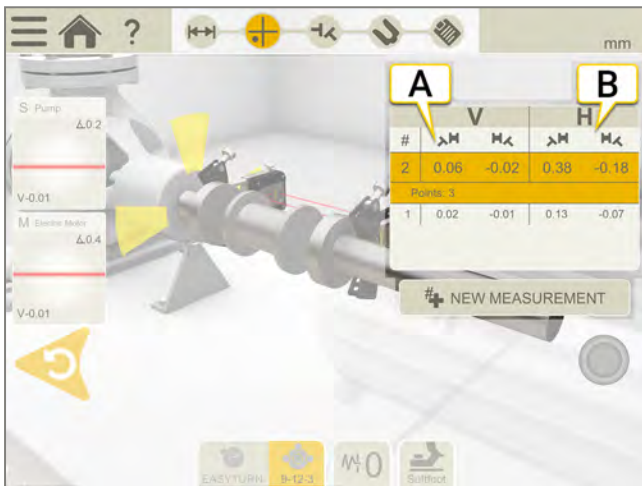 ?
mm
A
B
V H
#
2 0.06 -0.02 0.38 -0.18
Points: 3
1 0.02 -0.01 0.13 -0.07
NEW MEASUREMENT
S Pump
∡0.2
V-0.01
M Electric Motor
∡0.4
V-0.01
EASYTURN
9-12-3
0
Softfoot